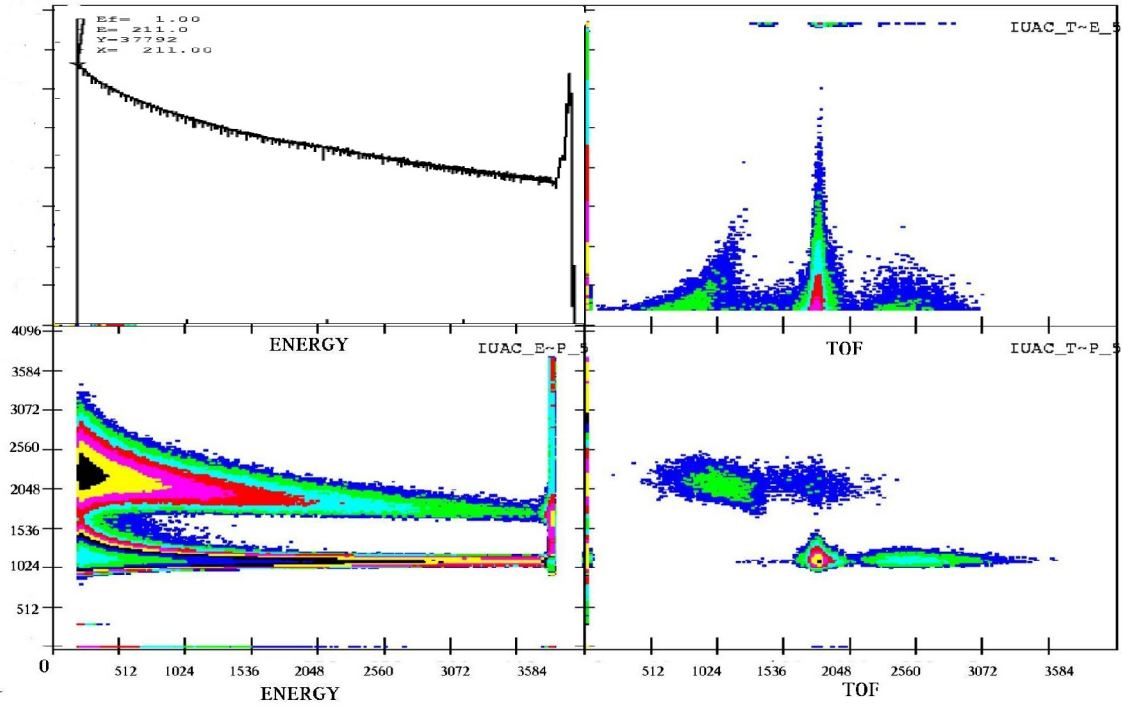 Ef= 1.00
E= 211.0
Y=37792
X= 211.00
IUAC_T~E_5
ENERGY
TOF
IUAC_E~P_5
IUAC_T~P_5
4096
3584
3072
2560
2048
1536
1024
512
0
512 1024 1536 2048 2560 3072 3584
512 1024 1536 2048 2560 3072 3584
ENERGY
TOF